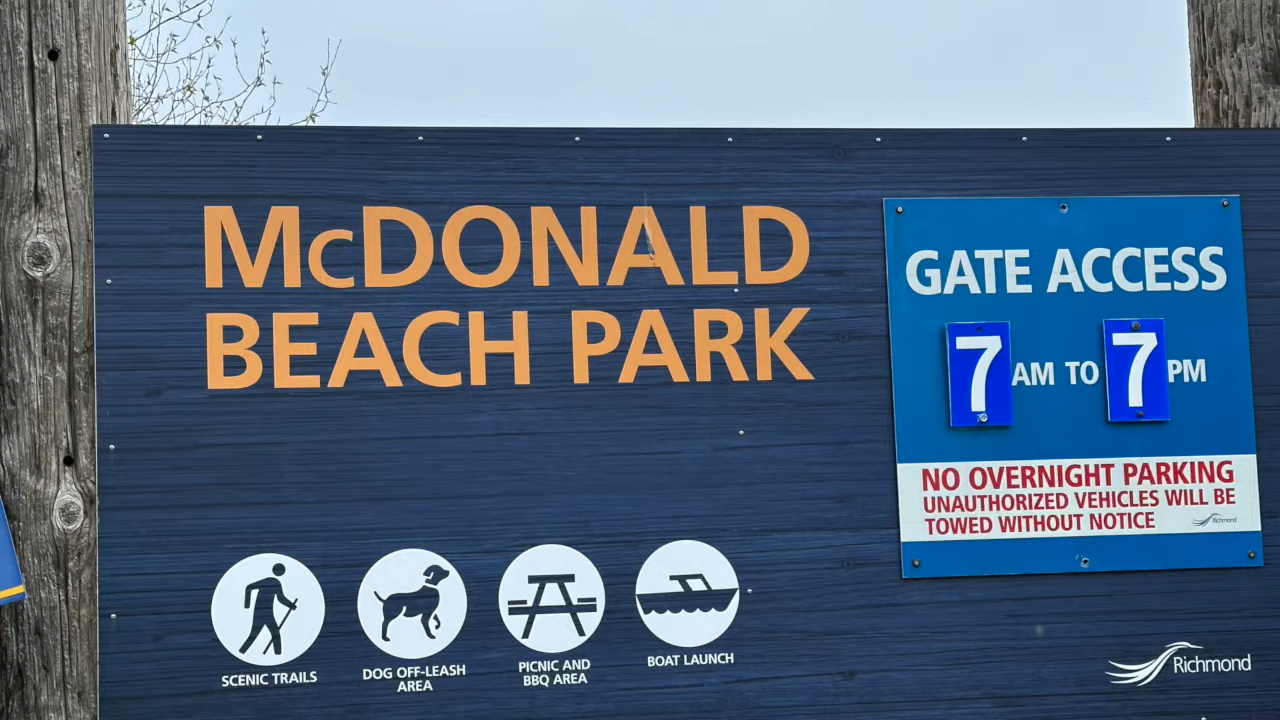 McDONALD
BEACH PARK
GATE ACCESS
7 AM TO 7 PM
NO OVERNIGHT PARKING
UNAUTHORIZED VEHICLES WILL BE
TOWED WITHOUT NOTICE
Richmond
SCENIC TRAILS
DOG OFF-LEASH
AREA
PICNIC AND
BBQ AREA
BOAT LAUNCH
Richmond